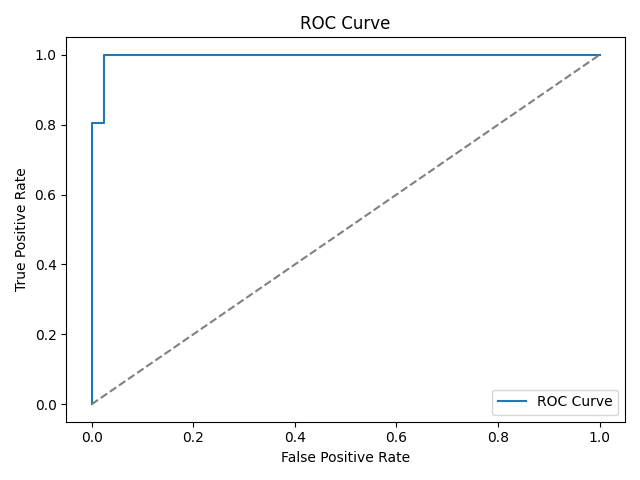 ROC Curve
True Positive Rate
1.0
0.8
0.6
0.4
0.2
0.0
0.0 0.2 0.4 0.6 0.8 1.0
False Positive Rate
ROC Curve